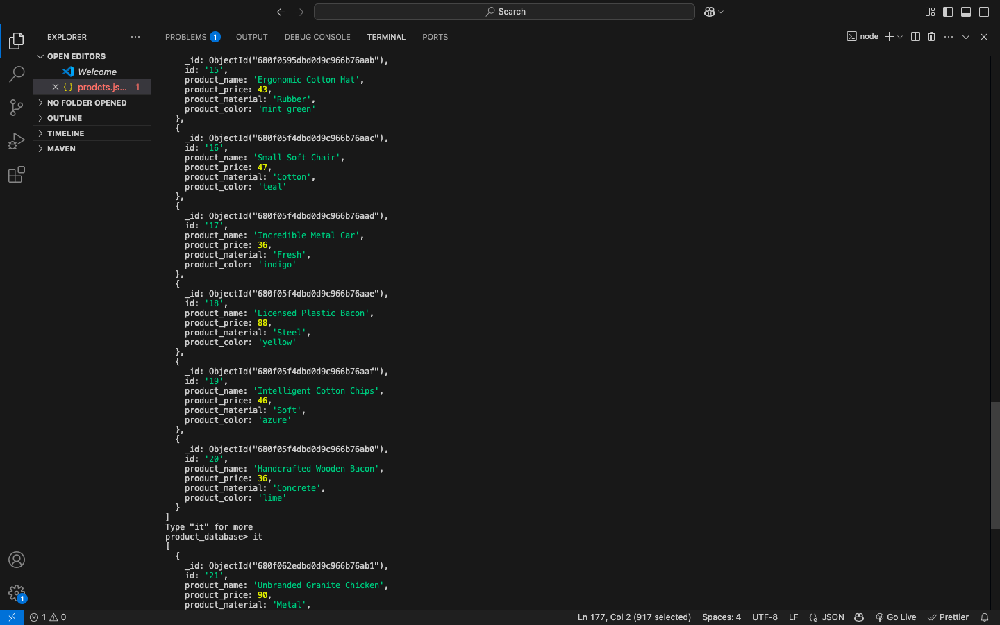 Search
EXPLORER
OPEN EDITORS
Welcome
{} prodcts.js... 1
NO FOLDER OPENED
OUTLINE
TIMELINE
MAVEN
PROBLEMS 1 OUTPUT DEBUG CONSOLE TERMINAL PORTS
node
_id: ObjectId("680f0595dbd0d9c966b76aab"),
id: '15',
product_name: 'Ergonomic Cotton Hat',
product_price: 43,
product_material: 'Rubber',
product_color: 'mint green'
},
{
_id: ObjectId("680f05f4dbd0d9c966b76aac"),
id: '16',
product_name: 'Small Soft Chair',
product_price: 47,
product_material: 'Cotton',
product_color: 'teal'
},
{
_id: ObjectId("680f05f4dbd0d9c966b76aad"),
id: '17',
product_name: 'Incredible Metal Car',
product_price: 36,
product_material: 'Fresh',
product_color: 'indigo'
},
{
_id: ObjectId("680f05f4dbd0d9c966b76aae"),
id: '18',
product_name: 'Licensed Plastic Bacon',
product_price: 88,
product_material: 'Steel',
product_color: 'yellow'
},
{
_id: ObjectId("680f05f4dbd0d9c966b76aaf"),
id: '19',
product_name: 'Intelligent Cotton Chips',
product_price: 46,
product_material: 'Soft',
product_color: 'azure'
},
{
_id: ObjectId("680f05f4dbd0d9c966b76ab0"),
id: '20',
product_name: 'Handcrafted Wooden Bacon',
product_price: 36,
product_material: 'Concrete',
product_color: 'lime'
}
]
Type "it" for more
product_database> it
[
{
_id: ObjectId("680f062edbd0d9c966b76ab1"),
id: '21',
product_name: 'Unbranded Granite Chicken',
product_price: 90,
product_material: 'Metal',
1
1 0
Ln 177, Col 2 (917 selected) Spaces: 4 UTF-8 LF {} JSON Go Live Prettier